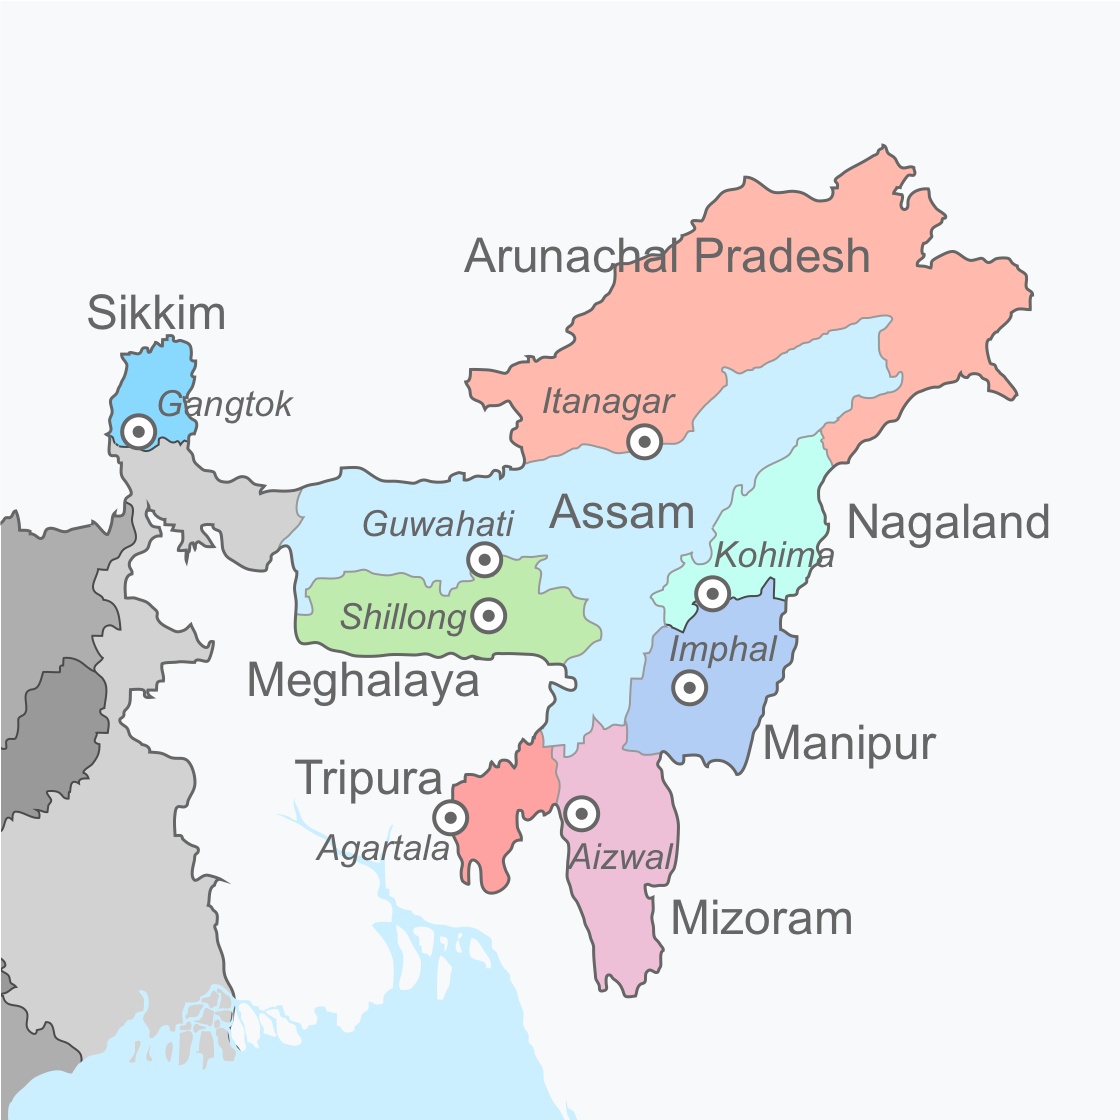 Arunachal Pradesh
Sikkim
Gangtok
Itanagar
Assam
Guwahati
Nagaland
Kohima
Shillong
Imphal
Meghalaya
Manipur
Tripura
Agartala
Aizwal
Mizoram